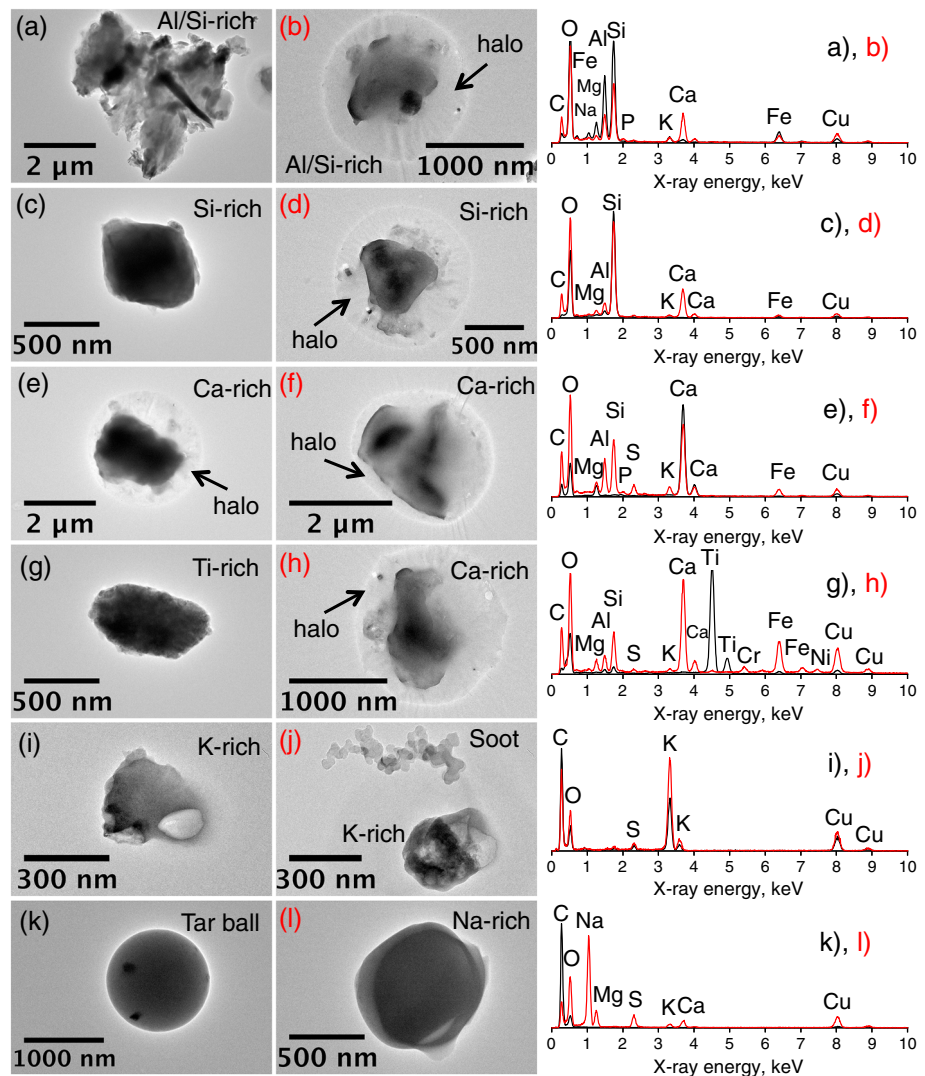 (a) Al/Si-rich
2 µm
(b)
halo
Al/Si-rich
1000 nm
a), b)
C O Fe Mg Na Al Si P K Ca Fe Cu
0 1 2 3 4 5 6 7 8 9 10
X-ray energy, keV
(c) Si-rich
500 nm
(d) Si-rich
halo
500 nm
c), d)
C O Mg Al Si K Ca Ca Fe Cu
0 1 2 3 4 5 6 7 8 9 10
X-ray energy, keV
(e) Ca-rich
halo
2 µm
(f) Ca-rich
halo
2 µm
e), f)
C O Mg Al Si P S K Ca Ca Fe Cu
0 1 2 3 4 5 6 7 8 9 10
X-ray energy, keV
(g) Ti-rich
500 nm
(h) Ca-rich
halo
1000 nm
g), h)
C O Mg Al Si S K Ca Ca Ti Ti Cr Fe Fe Ni Cu Cu
0 1 2 3 4 5 6 7 8 9 10
X-ray energy, keV
(i) K-rich
300 nm
(j) Soot
K-rich
300 nm
i), j)
C O S K K Cu Cu
0 1 2 3 4 5 6 7 8 9 10
X-ray energy, keV
(k) Tar ball
1000 nm
(l) Na-rich
500 nm
k), l)
C O Na Mg S K Ca Cu
0 1 2 3 4 5 6 7 8 9 10
X-ray energy, keV